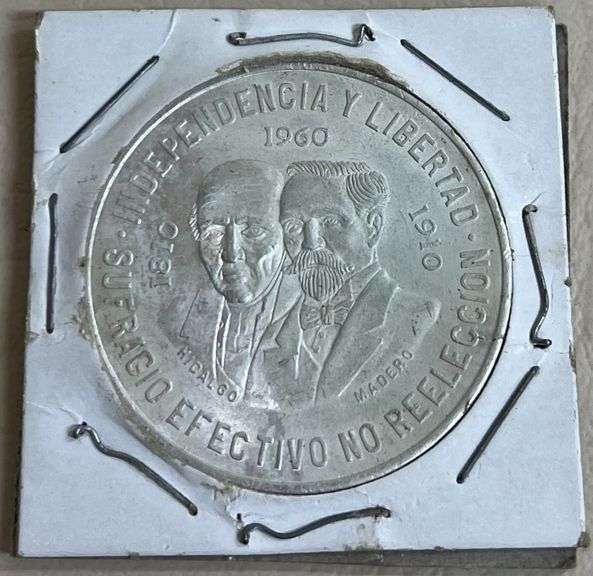 · INDEPENDENCIA Y LIBERTAD ·
1960
1810
1910
HIDALGO
MADERO
SUFRAGIO EFECTIVO NO REELECCION